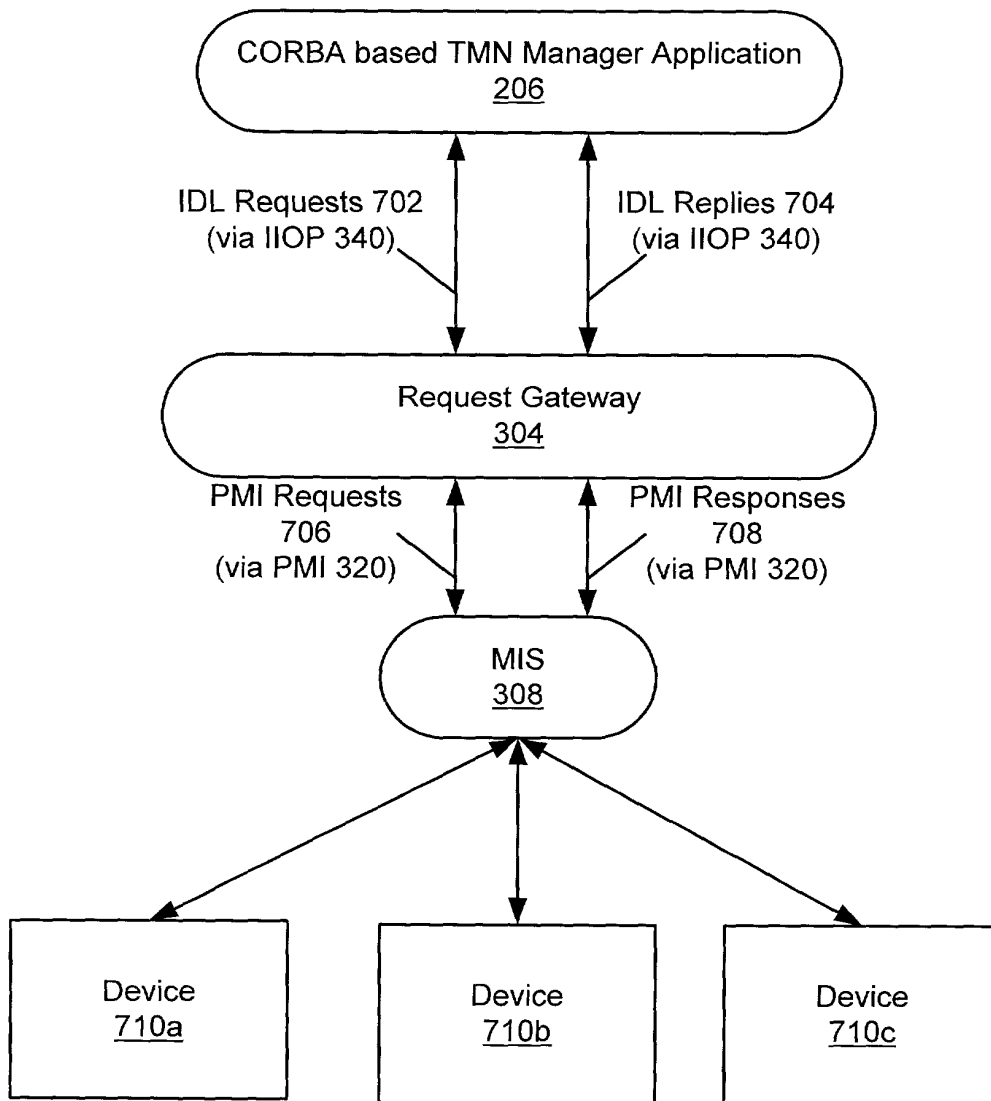 CORBA based TMN Manager Application
206
IDL Requests 702
(via IIOP 340)
IDL Replies 704
(via IIOP 340)
Request Gateway
304
PMI Requests
706
(via PMI 320)
PMI Responses
708
(via PMI 320)
MIS
308
Device
710a
Device
710b
Device
710c